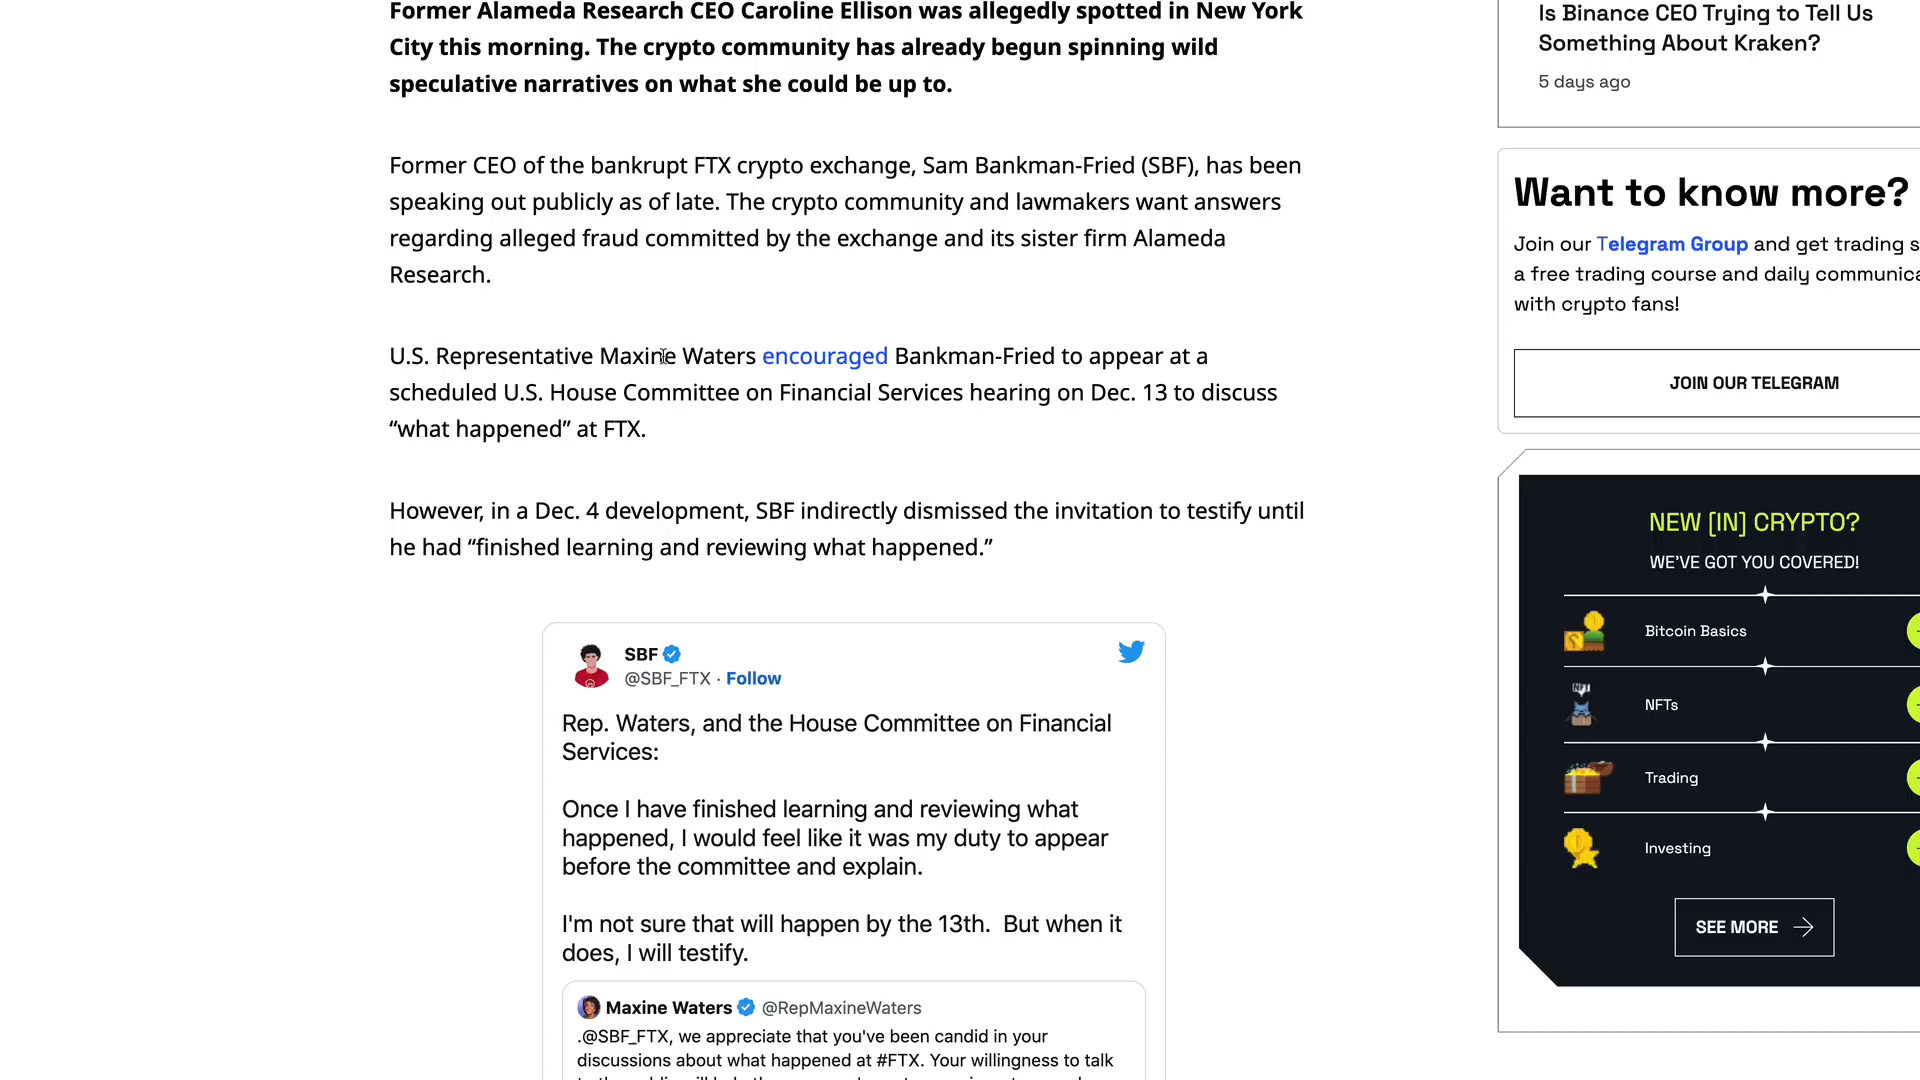 Former Alameda Research CEO Caroline Ellison was allegedly spotted in New York
City this morning. The crypto community has already begun spinning wild
speculative narratives on what she could be up to.
Former CEO of the bankrupt FTX crypto exchange, Sam Bankman-Fried (SBF), has been
speaking out publicly as of late. The crypto community and lawmakers want answers
regarding alleged fraud committed by the exchange and its sister firm Alameda
Research.
U.S. Representative Maxine Waters encouraged Bankman-Fried to appear at a
scheduled U.S. House Committee on Financial Services hearing on Dec. 13 to discuss
“what happened” at FTX.
However, in a Dec. 4 development, SBF indirectly dismissed the invitation to testify until
he had “finished learning and reviewing what happened.”
SBF
@SBF_FTX · Follow
Rep. Waters, and the House Committee on Financial
Services:
Once I have finished learning and reviewing what
happened, I would feel like it was my duty to appear
before the committee and explain.
I'm not sure that will happen by the 13th.  But when it
does, I will testify.
Maxine Waters @RepMaxineWaters
.@SBF_FTX, we appreciate that you've been candid in your
discussions about what happened at #FTX. Your willingness to talk
Is Binance CEO Trying to Tell Us
Something About Kraken?
5 days ago
Want to know more?
Join our Telegram Group and get trading
a free trading course and daily
with crypto fans!
JOIN OUR TELEGRAM
NEW [IN] CRYPTO?
WE'VE GOT YOU COVERED!
Bitcoin Basics
NFT
NFTs
Trading
Investing
SEE MORE